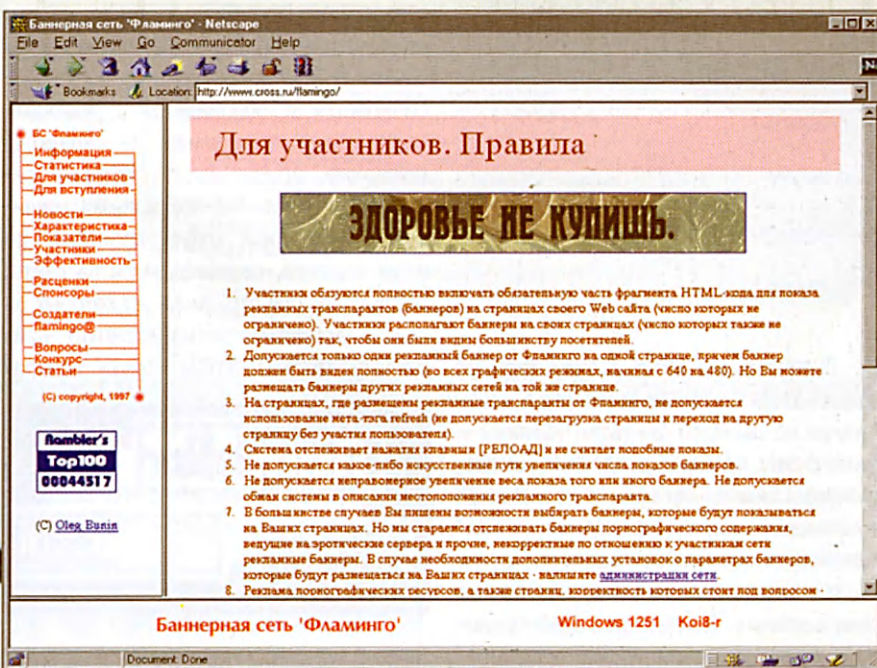 Баннерная сеть 'Фламинго' - Netscape
File Edit View Go Communicator Help
Bookmarks Location: http://www.cross.ru/flamingo/
БС 'Фламинго'
Информация
Статистика
Для участников
Для вступления
Новости
Характеристика
Показатели
Участники
Эффективность
Расценки
Спонсоры
Создатели
flamingo@
Вопросы
Конкурс
Статьи
(C) copyright, 1997
Rambler's
Top100
00044517
(C) Oleg Bunin
Для участников. Правила
ЗДОРОВЬЕ НЕ КУПИШЬ.
1. Участники обязуются полностью включать обязательную часть фрагмента HTML-кода для показа
рекламных транспарантов (баннеров) на страницах своего Web сайта (число которых не
ограничено). Участники располагают баннеры на своих страницах (число которых также не
ограничено) так, чтобы они были видны большинству посетителей.
2. Допускается только один рекламный баннер от Фламинго на одной странице, причем баннер
должен быть виден полностью (во всех графических режимах, начиная с 640 на 480). Но Вы можете
размещать баннеры других рекламных сетей на той же странице.
3. На страницах, где размещены рекламные транспаранты от Фламинго, не допускается
использование мета-тэга refresh (не допускается перезагрузка страницы и переход на другую
страницу без участия пользователя).
4. Система отслеживает нажатия клавиши [РЕЛОАД] и не считает подобные показы.
5. Не допускается какое-либо искусственные пути увеличения числа показов баннеров.
6. Не допускается неправомерное увеличение веса показа того или иного баннера. Не допускается
обман системы в описании местоположения рекламного транспаранта.
7. В большинстве случаев Вы лишены возможности выбирать баннеры, которые будут показываться
на Ваших страницах. Но мы стараемся отслеживать баннеры порнографического содержания,
ведущие на эротические сервера и прочие, некорректные по отношению к участникам сети
рекламные баннеры. В случае необходимости дополнительных установок о параметрах баннеров,
которые будут размещаться на Ваших страницах - напишите администрации сети.
8. Реклама порнографических ресурсов, а также страниц, корректность которых стоит под вопросом -
Баннерная сеть 'Фламинго'
Windows 1251 Koi8-r
Document: Done